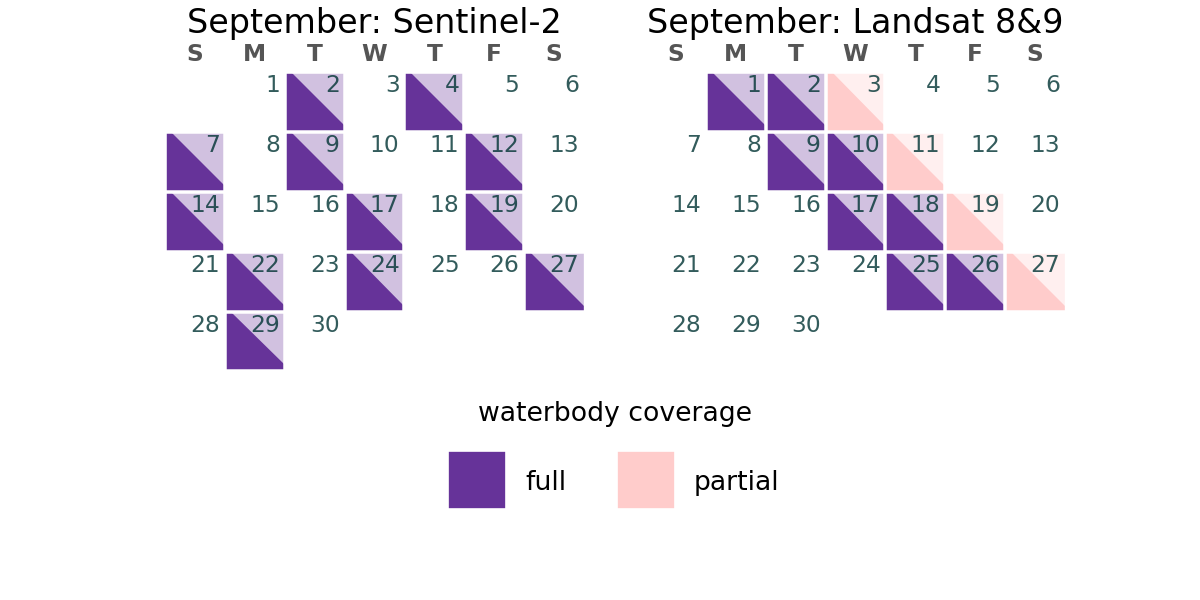 September: Sentinel-2
S M T W T F S
1 2 3 4 5 6
7 8 9 10 11 12 13
14 15 16 17 18 19 20
21 22 23 24 25 26 27
28 29 30
September: Landsat 8&9
S M T W T F S
1 2 3 4 5 6
7 8 9 10 11 12 13
14 15 16 17 18 19 20
21 22 23 24 25 26 27
28 29 30
waterbody coverage
full
partial